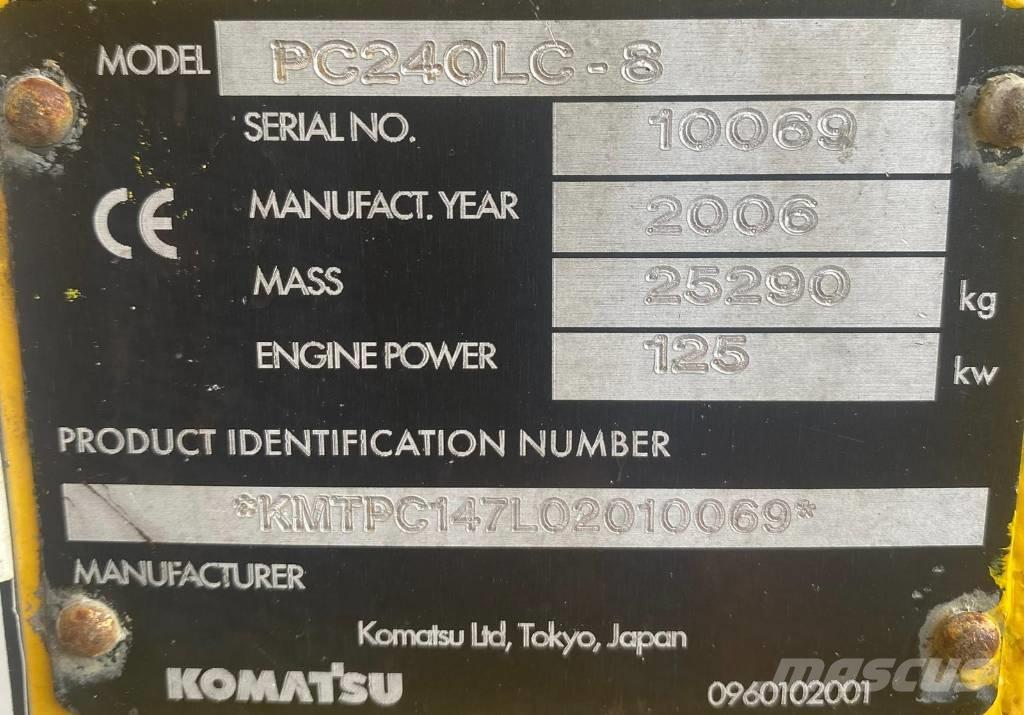 MODEL PC240LC-8
SERIAL NO. 10069
CE
MANUFACT. YEAR 2006
MASS 25290 kg
ENGINE POWER 125 kw
PRODUCT IDENTIFICATION NUMBER
*KMTPC147L02010069*
MANUFACTURER
Komatsu Ltd, Tokyo, Japan
KOMATSU
0960102001
mascus